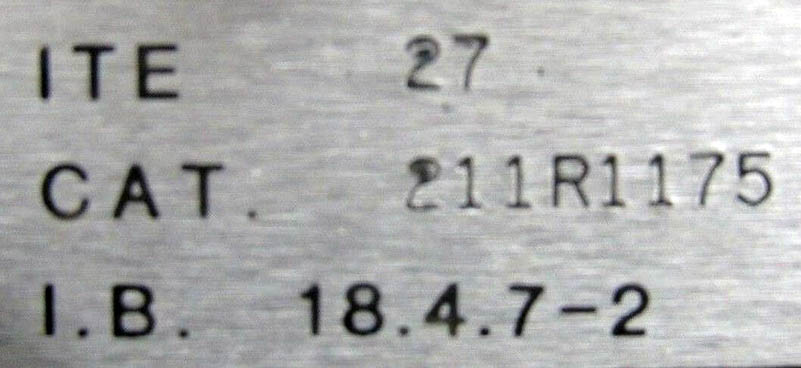 ITE 27
CAT. 211R1175
I.B. 18.4.7-2